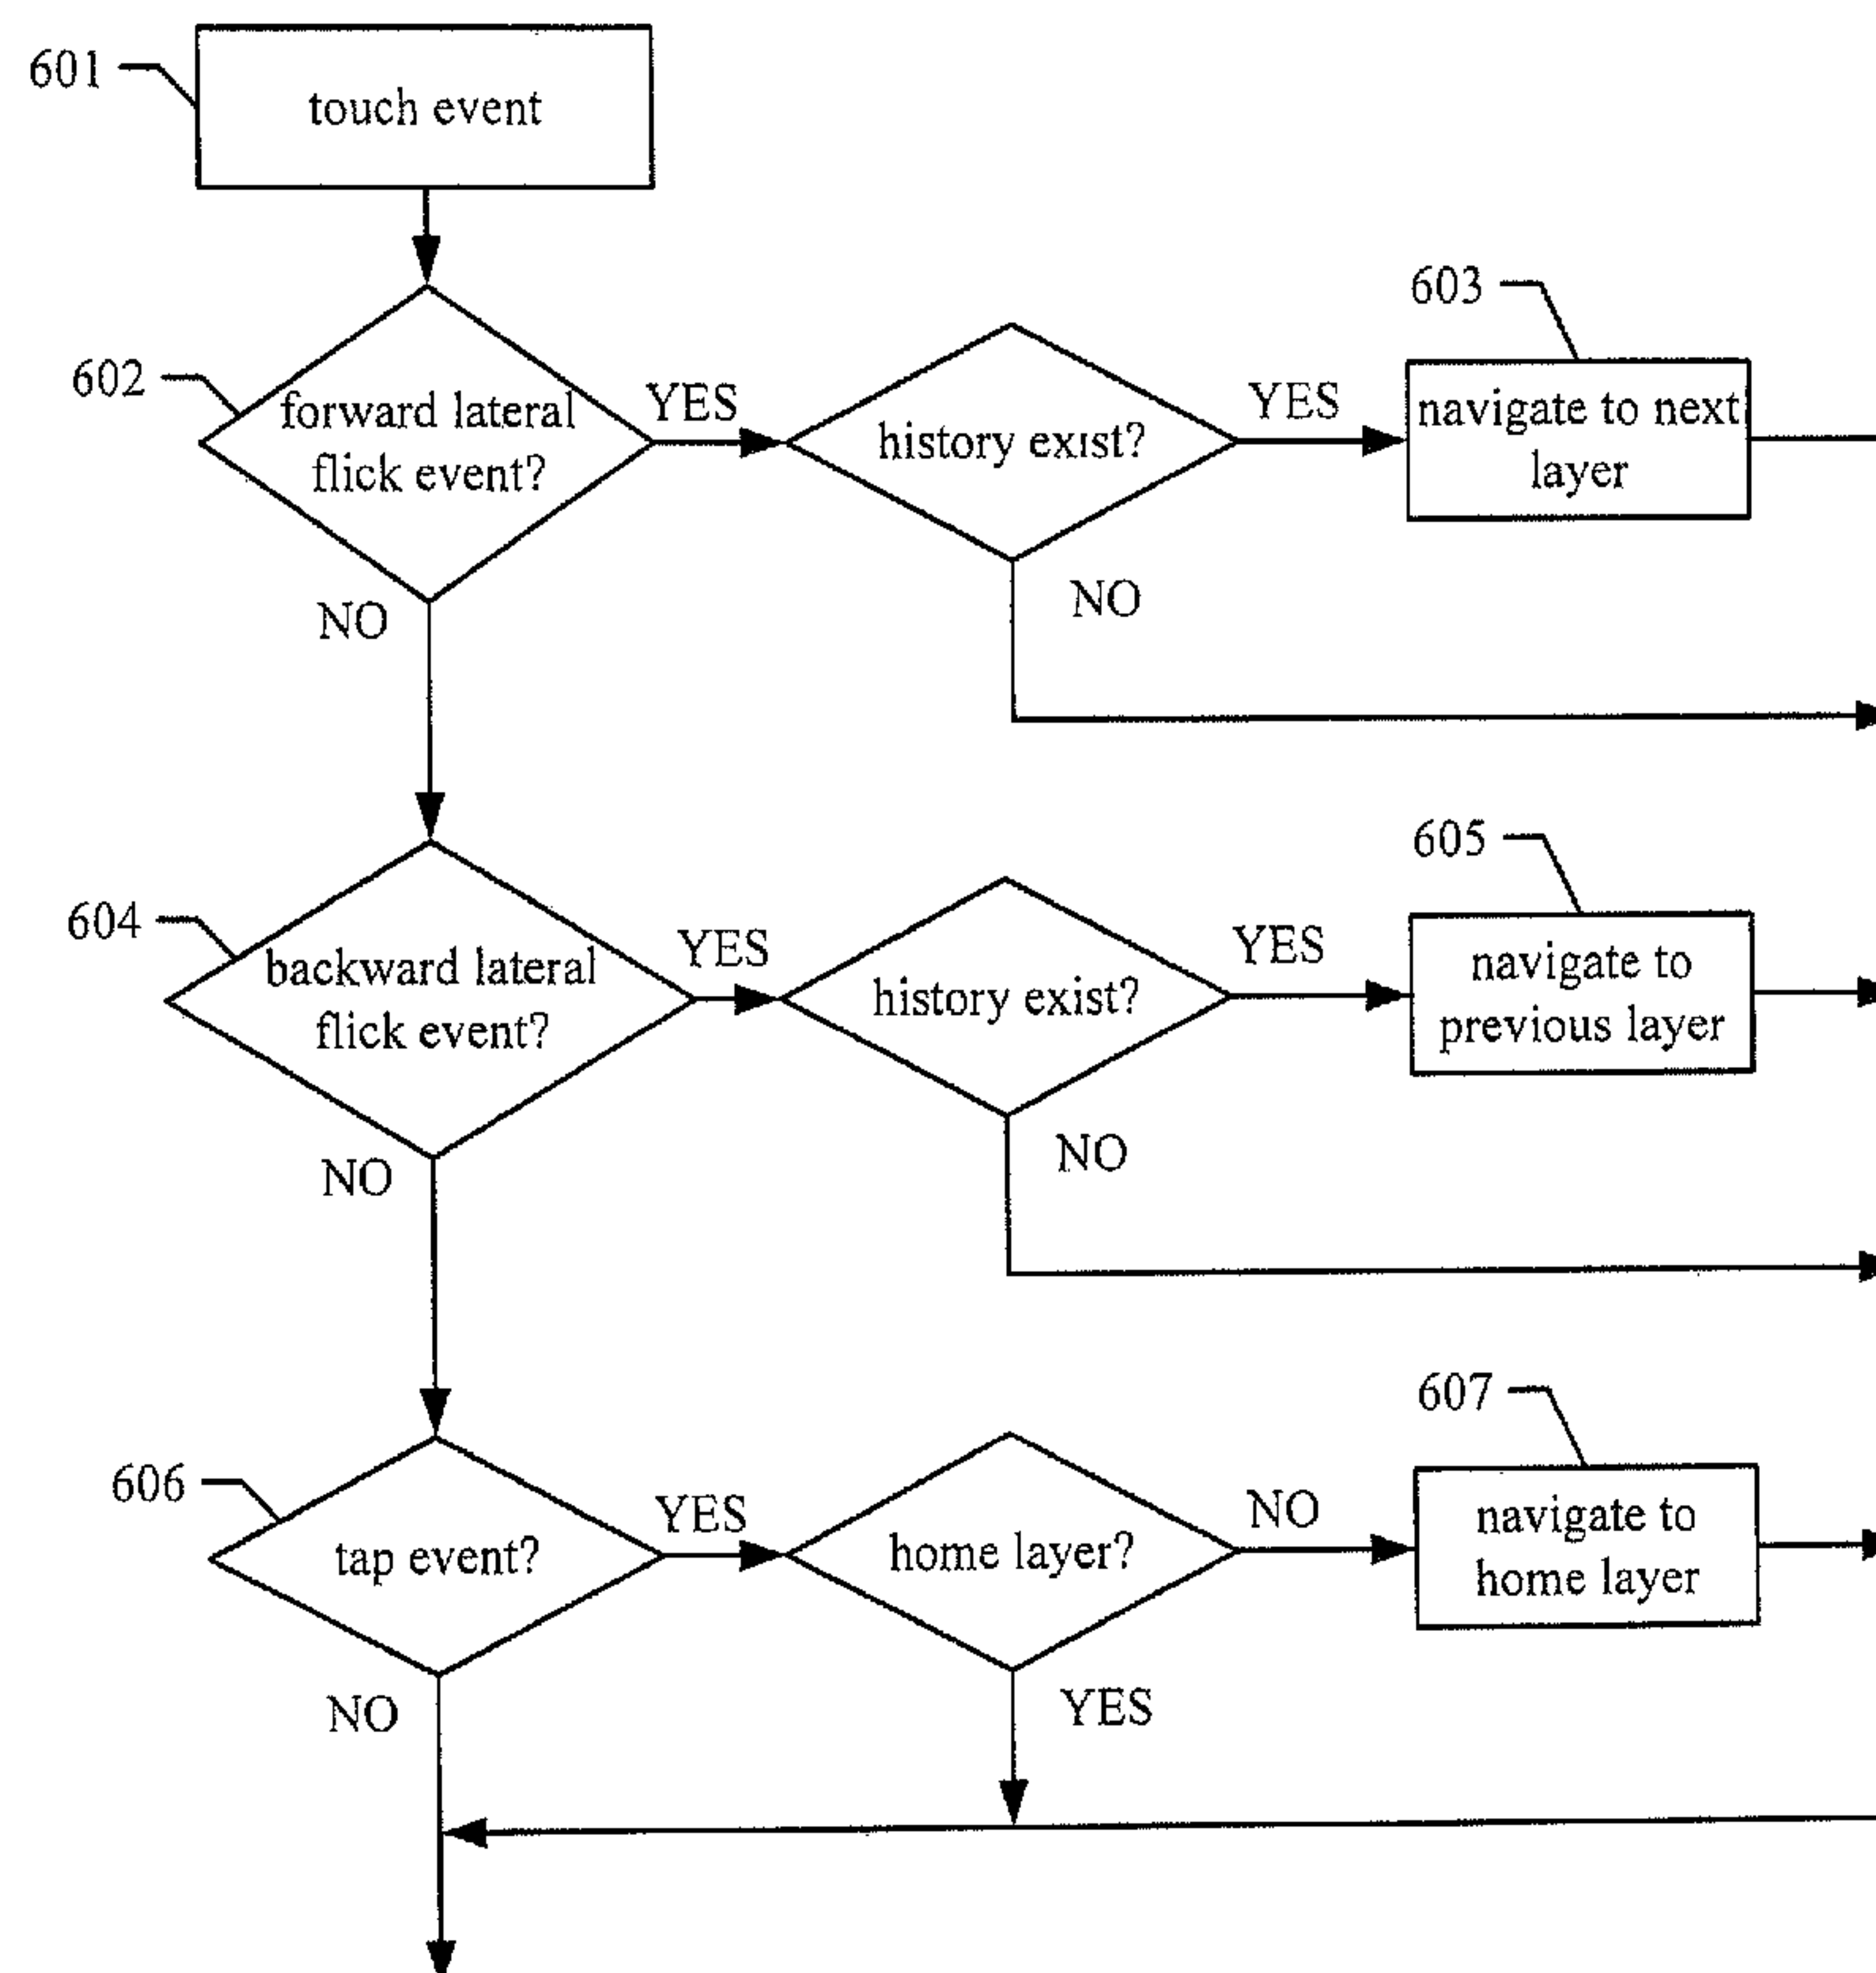 601
touch event
602
forward lateral
flick event?
YES
history exist?
YES
603
navigate to next
layer
NO
NO
604
backward lateral
flick event?
YES
history exist?
YES
605
navigate to
previous layer
NO
NO
606
tap event?
YES
home layer?
NO
607
navigate to
home layer
NO
YES